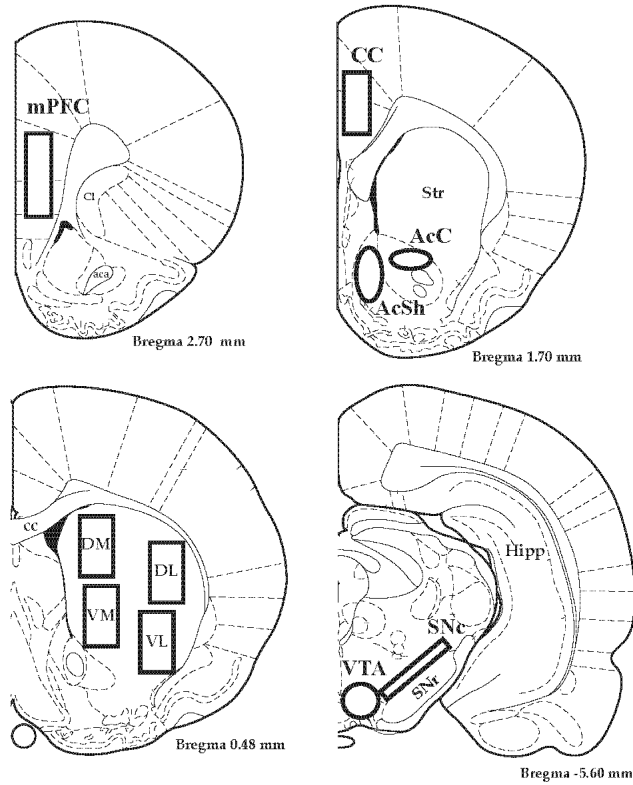 mPFC
Cl
aca
Bregma 2.70 mm
CC
Str
AcC
AcSh
Bregma 1.70 mm
cc
DM
DL
VM
VL
Bregma 0.48 mm
Hipp
SNc
VTA
SNr
Bregma -5.60 mm